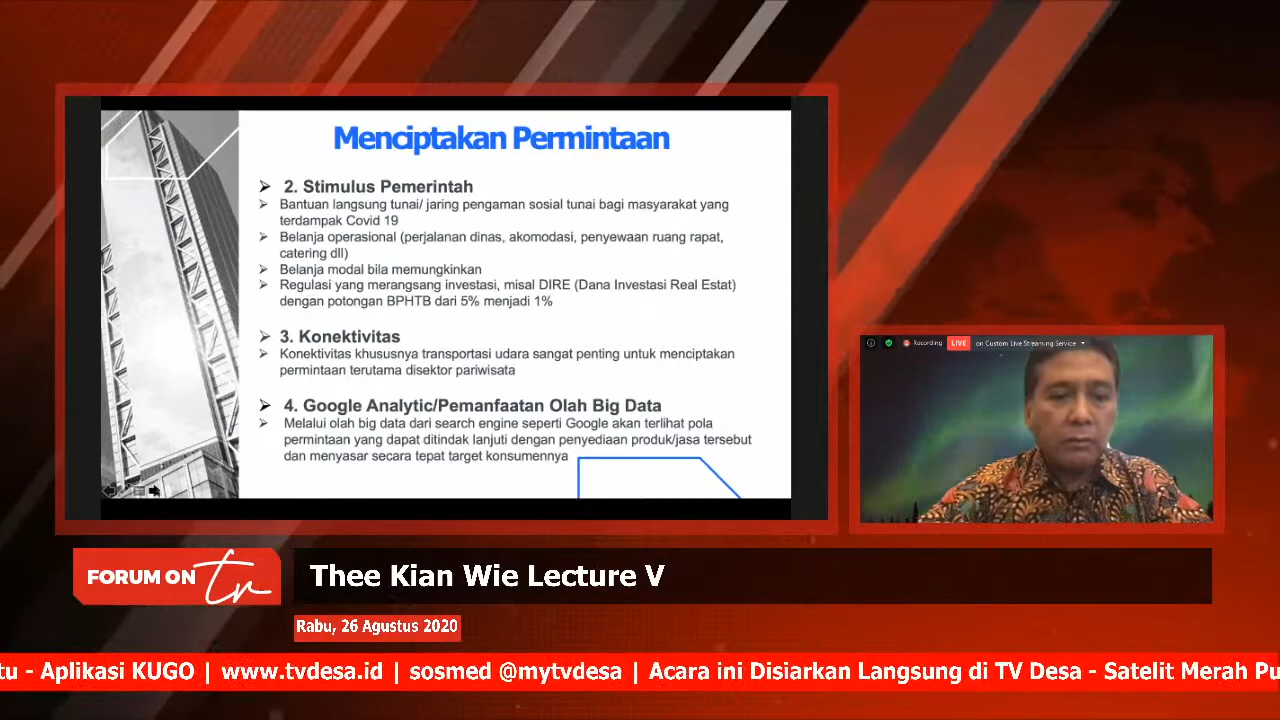 Menciptakan Permintaan
2. Stimulus Pemerintah
Bantuan langsung tunai/ jaring pengaman sosial tunai bagi masyarakat yang
terdampak Covid 19
Belanja operasional (perjalanan dinas, akomodasi, penyewaan ruang rapat,
catering dll)
Belanja modal bila memungkinkan
Regulasi yang merangsang investasi, misal DIRE (Dana Investasi Real Estat)
dengan potongan BPHTB dari 5% menjadi 1%
3. Konektivitas
Konektivitas khususnya transportasi udara sangat penting untuk menciptakan
permintaan terutama disektor pariwisata
4. Google Analytic/Pemanfaatan Olah Big Data
Melalui olah big data dari search engine seperti Google akan terlihat pola
permintaan yang dapat ditindak lanjuti dengan penyediaan produk/jasa tersebut
dan menyasar secara tepat target konsumennya
Recording LIVE on Custom Live Streaming Service
FORUM ON tr
Thee Kian Wie Lecture V
Rabu, 26 Agustus 2020
tu - Aplikasi KUGO | www.tvdesa.id | sosmed @mytvdesa | Acara ini Disiarkan Langsung di TV Desa - Satelit Merah Pu